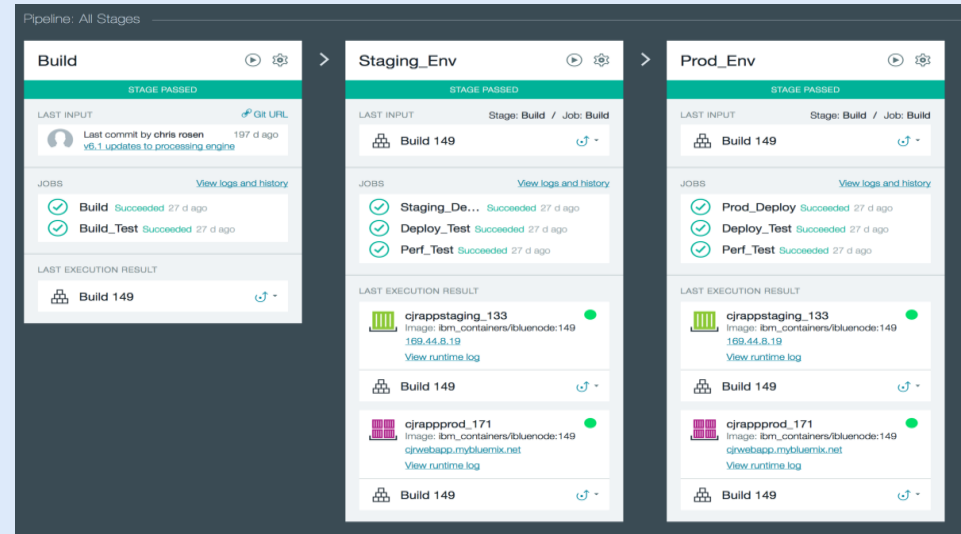 Pipeline: All Stages
Build
STAGE PASSED
LAST INPUT Git URL
Last commit by chris rosen 197 d ago
v6.1 updates to processing engine
JOBS View logs and history
Build Succeeded 27 d ago
Build_Test Succeeded 27 d ago
LAST EXECUTION RESULT
Build 149
Staging_Env
STAGE PASSED
LAST INPUT Stage: Build / Job: Build
Build 149
JOBS View logs and history
Staging_De... Succeeded 27 d ago
Deploy_Test Succeeded 27 d ago
Perf_Test Succeeded 27 d ago
LAST EXECUTION RESULT
cjrappstaging_133
Image: ibm_containers/ibluenode:149
169.44.8.19
View runtime log
Build 149
cjrappprod_171
Image: ibm_containers/ibluenode:149
cjrwebapp.mybluemix.net
View runtime log
Build 149
Prod_Env
STAGE PASSED
LAST INPUT Stage: Build / Job: Build
Build 149
JOBS View logs and history
Prod_Deploy Succeeded 27 d ago
Deploy_Test Succeeded 27 d ago
Perf_Test Succeeded 27 d ago
LAST EXECUTION RESULT
cjrappstaging_133
Image: ibm_containers/ibluenode:149
169.44.8.19
View runtime log
Build 149
cjrappprod_171
Image: ibm_containers/ibluenode:149
cjrwebapp.mybluemix.net
View runtime log
Build 149